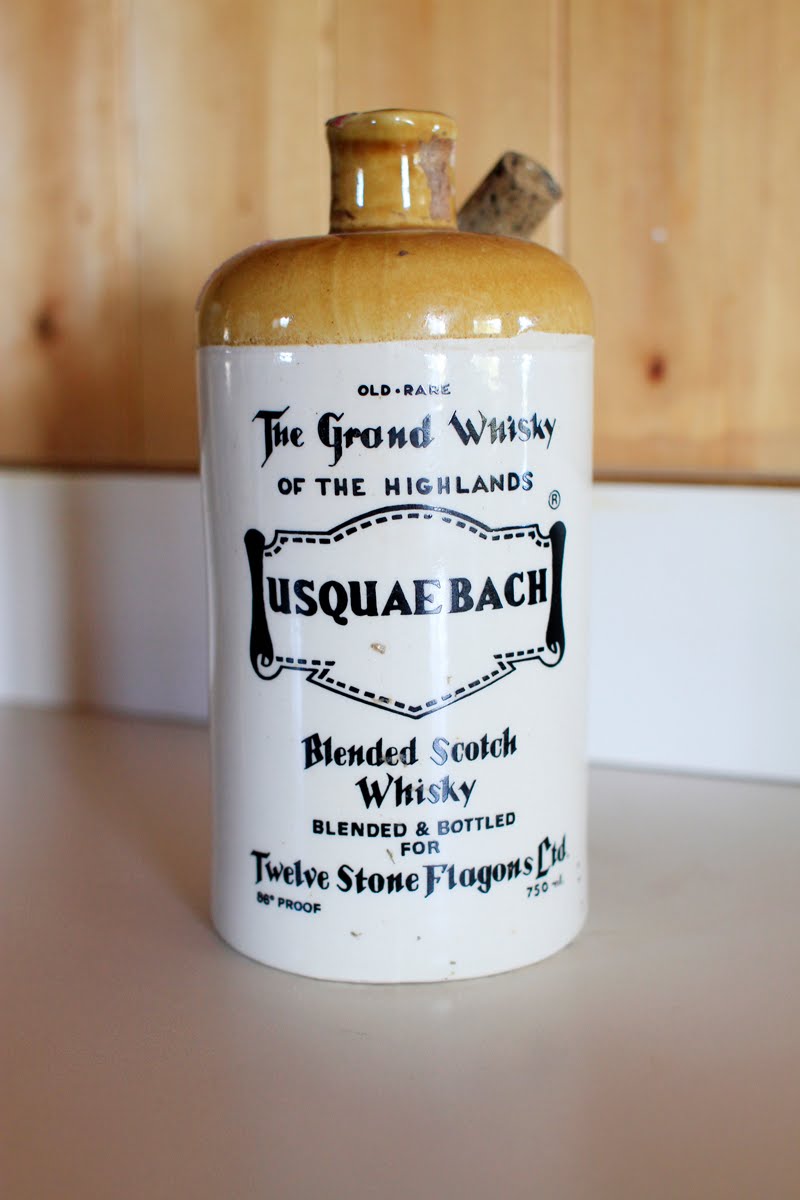 OLD • RARE
The Grand Whisky
OF THE HIGHLANDS
®
USQUAEBACH
Blended Scotch
Whisky
BLENDED & BOTTLED
FOR
Twelve Stone Flagons Ltd.
86° PROOF 750 ml.